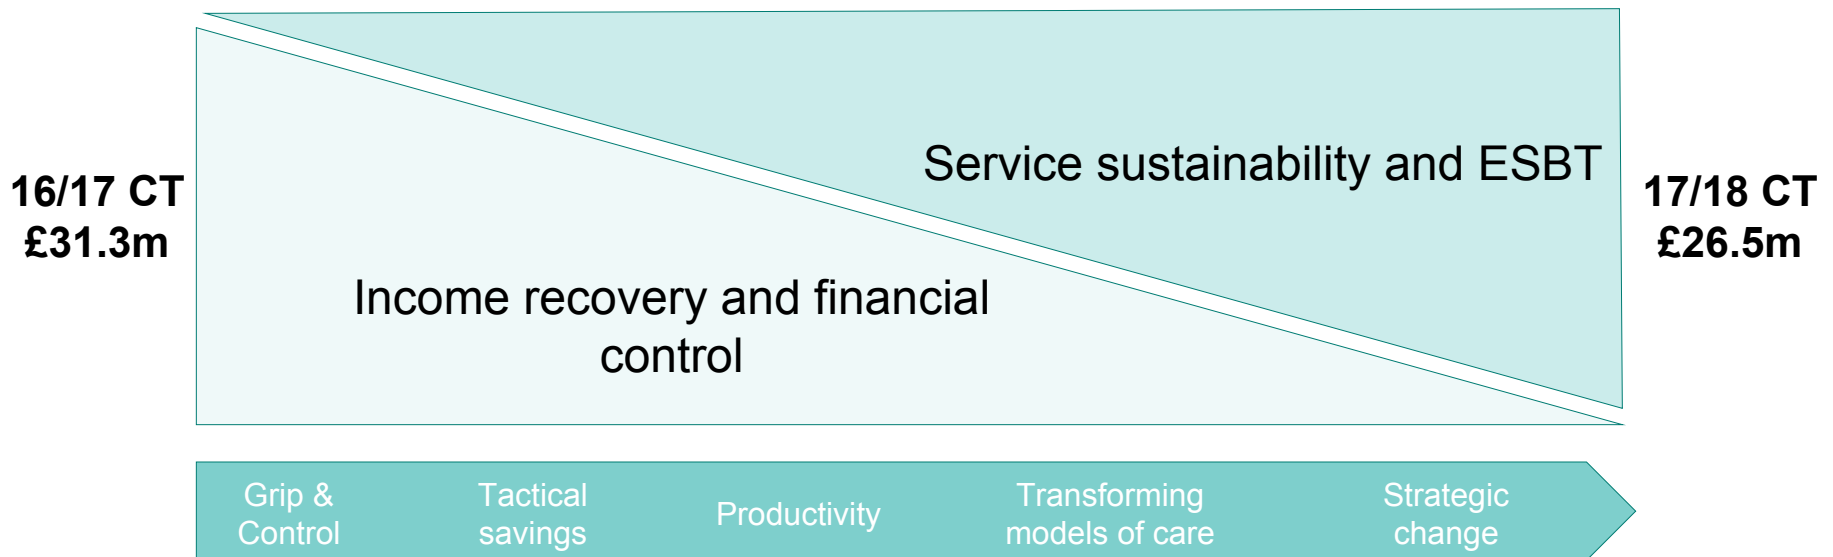 16/17 CT
£31.3m
Service sustainability and ESBT
17/18 CT
£26.5m
Income recovery and financial
control
Grip &
Control
Tactical
savings
Productivity
Transforming
models of care
Strategic
change